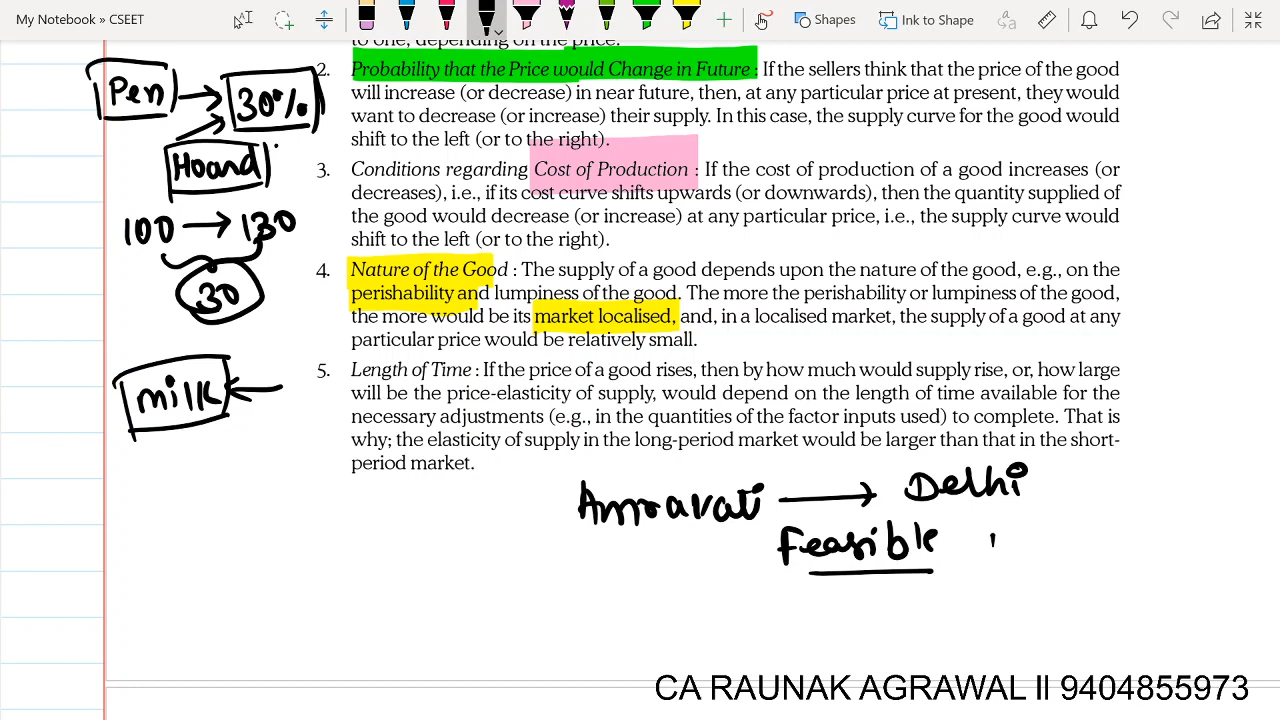 My Notebook » CSEET
Shapes
Ink to Shape
to one, depending on the price.
2. Probability that the Price would Change in Future : If the sellers think that the price of the good
will increase (or decrease) in near future, then, at any particular price at present, they would
want to decrease (or increase) their supply. In this case, the supply curve for the good would
shift to the left (or to the right).
3. Conditions regarding Cost of Production : If the cost of production of a good increases (or
decreases), i.e., if its cost curve shifts upwards (or downwards), then the quantity supplied of
the good would decrease (or increase) at any particular price, i.e., the supply curve would
shift to the left (or to the right).
4. Nature of the Good : The supply of a good depends upon the nature of the good, e.g., on the
perishability and lumpiness of the good. The more the perishability or lumpiness of the good,
the more would be its market localised, and, in a localised market, the supply of a good at any
particular price would be relatively small.
5. Length of Time : If the price of a good rises, then by how much would supply rise, or, how large
will be the price-elasticity of supply, would depend on the length of time available for the
necessary adjustments (e.g., in the quantities of the factor inputs used) to complete. That is
why; the elasticity of supply in the long-period market would be larger than that in the short-
period market.
Pen → 30%
Hoard
100 → 130
30
milk
Amravati → Delhi
Feasible
CA RAUNAK AGRAWAL II 9404855973